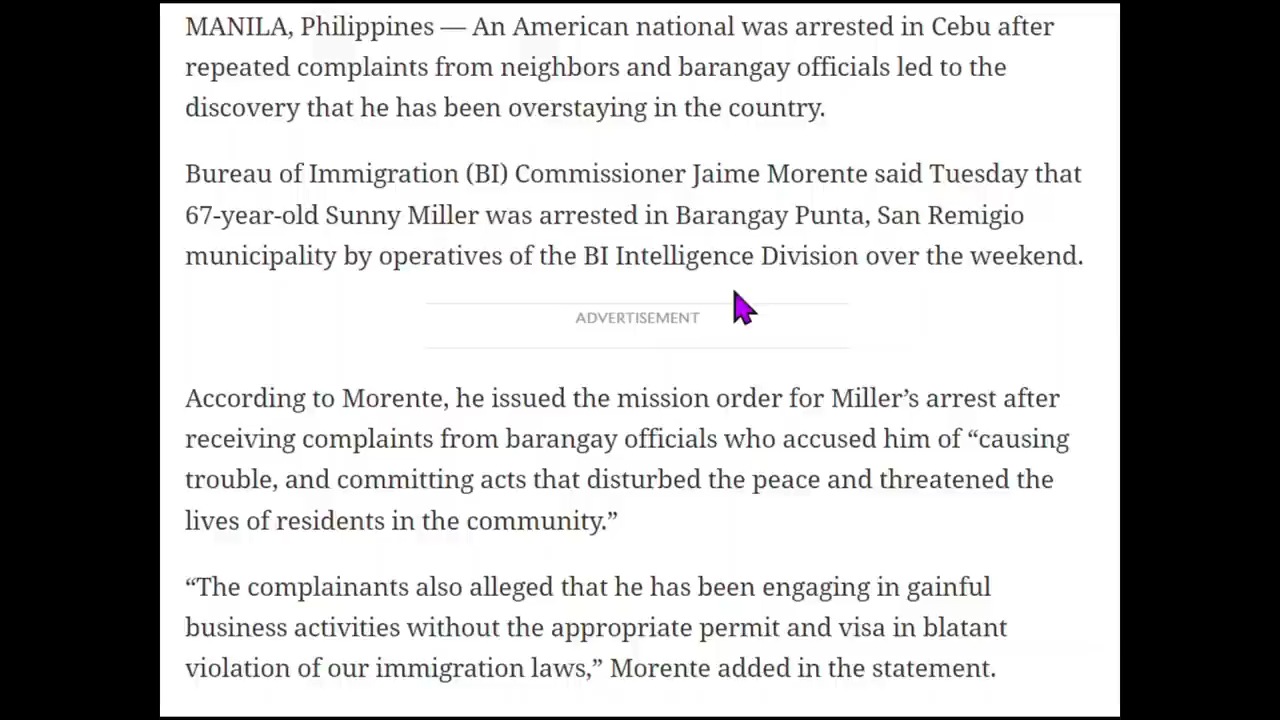 MANILA, Philippines — An American national was arrested in Cebu after
repeated complaints from neighbors and barangay officials led to the
discovery that he has been overstaying in the country.
Bureau of Immigration (BI) Commissioner Jaime Morente said Tuesday that
67-year-old Sunny Miller was arrested in Barangay Punta, San Remigio
municipality by operatives of the BI Intelligence Division over the weekend.
ADVERTISEMENT
According to Morente, he issued the mission order for Miller’s arrest after
receiving complaints from barangay officials who accused him of “causing
trouble, and committing acts that disturbed the peace and threatened the
lives of residents in the community.”
“The complainants also alleged that he has been engaging in gainful
business activities without the appropriate permit and visa in blatant
violation of our immigration laws,” Morente added in the statement.